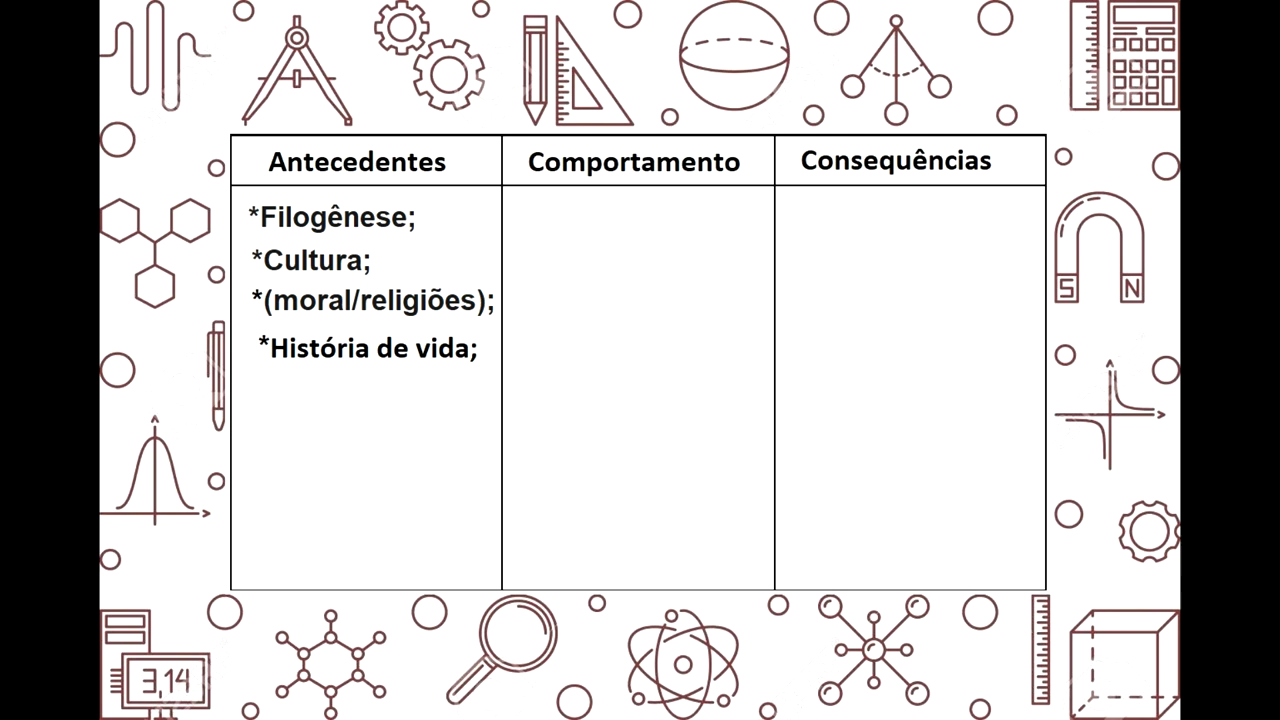 Antecedentes Comportamento Consequências
*Filogênese;
*Cultura;
*(moral/religiões);
*História de vida;
S N
3,14